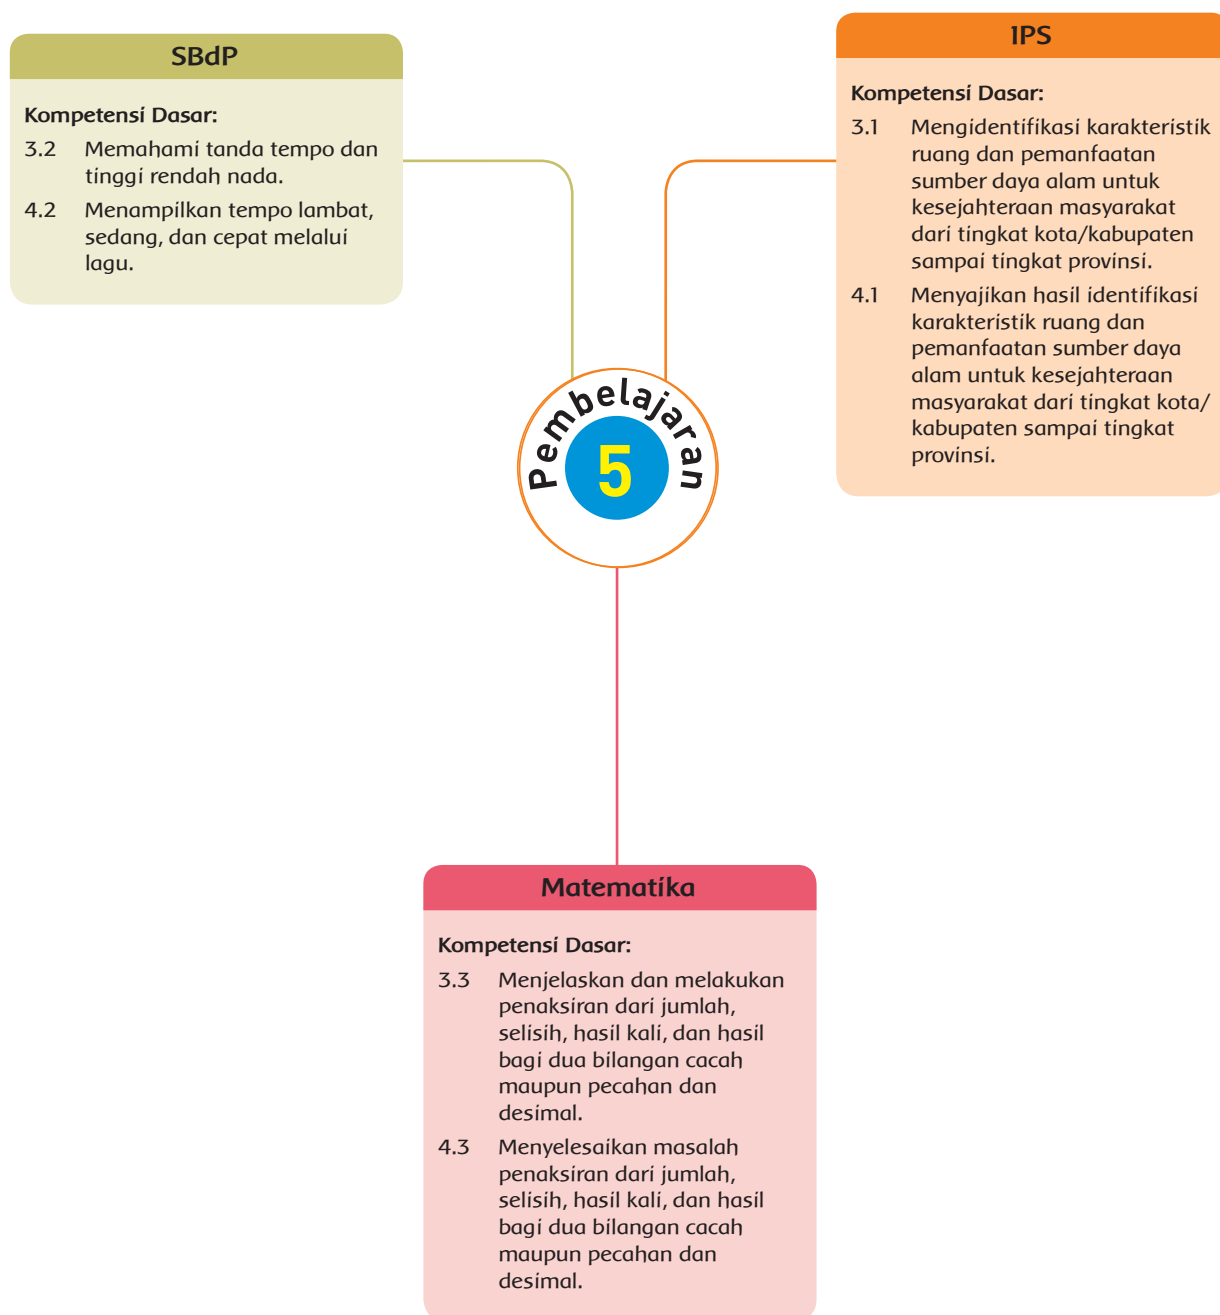 SBdP
Kompetensi Dasar:
3.2 Memahami tanda tempo dan
tinggi rendah nada.
4.2 Menampilkan tempo lambat,
sedang, dan cepat melalui
lagu.
IPS
Kompetensi Dasar:
3.1 Mengidentifikasi karakteristik
ruang dan pemanfaatan
sumber daya alam untuk
kesejahteraan masyarakat
dari tingkat kota/kabupaten
sampai tingkat provinsi.
4.1 Menyajikan hasil identifikasi
karakteristik ruang dan
pemanfaatan sumber daya
alam untuk kesejahteraan
masyarakat dari tingkat kota/
kabupaten sampai tingkat
provinsi.
Pembelajaran
5
Matematika
Kompetensi Dasar:
3.3 Menjelaskan dan melakukan
penaksiran dari jumlah,
selisih, hasil kali, dan hasil
bagi dua bilangan cacah
maupun pecahan dan
desimal.
4.3 Menyelesaikan masalah
penaksiran dari jumlah,
selisih, hasil kali, dan hasil
bagi dua bilangan cacah
maupun pecahan dan
desimal.